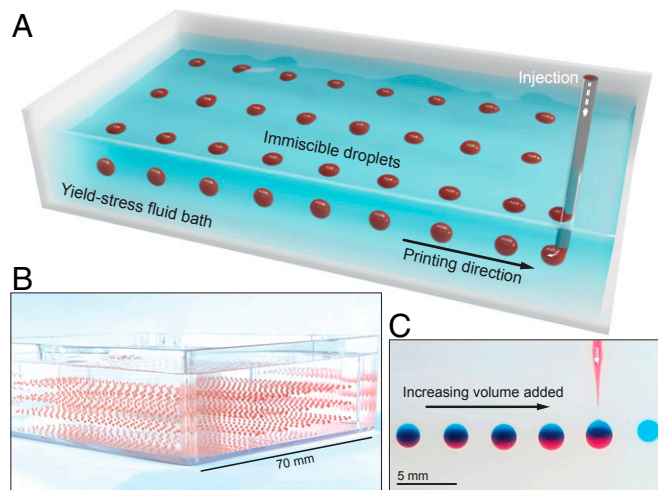 A
Injection
Immiscible droplets
Yield-stress fluid bath
Printing direction
B
70 mm
C
Increasing volume added
5 mm